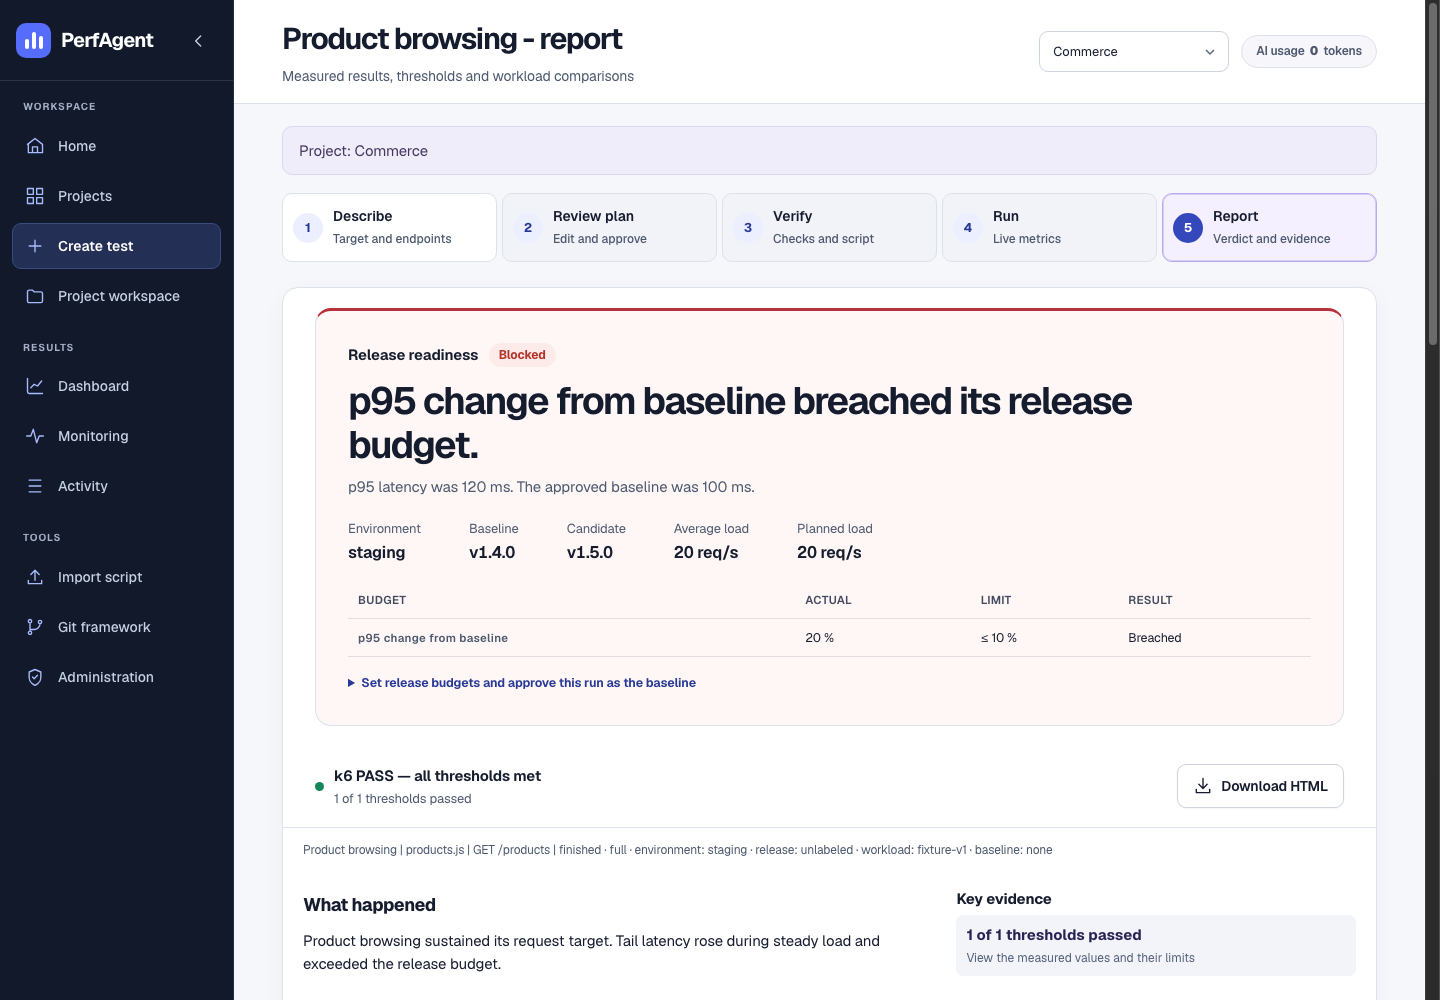 PerfAgent
WORKSPACE
Home
Projects
Create test
Project workspace
RESULTS
Dashboard
Monitoring
Activity
TOOLS
Import script
Git framework
Administration
Product browsing - report
Measured results, thresholds and workload comparisons
Commerce
AI usage 0 tokens
Project: Commerce
1 Describe
Target and endpoints
2 Review plan
Edit and approve
3 Verify
Checks and script
4 Run
Live metrics
5 Report
Verdict and evidence
Release readiness Blocked
p95 change from baseline breached its release
budget.
p95 latency was 120 ms. The approved baseline was 100 ms.
Environment Baseline Candidate Average load Planned load
staging v1.4.0 v1.5.0 20 req/s 20 req/s
BUDGET ACTUAL LIMIT RESULT
p95 change from baseline 20 % ≤ 10 % Breached
Set release budgets and approve this run as the baseline
k6 PASS — all thresholds met
1 of 1 thresholds passed
Download HTML
Product browsing | products.js | GET /products | finished · full · environment: staging · release: unlabeled · workload: fixture-v1 · baseline: none
What happened
Product browsing sustained its request target. Tail latency rose during steady load and
exceeded the release budget.
Key evidence
1 of 1 thresholds passed
View the measured values and their limits